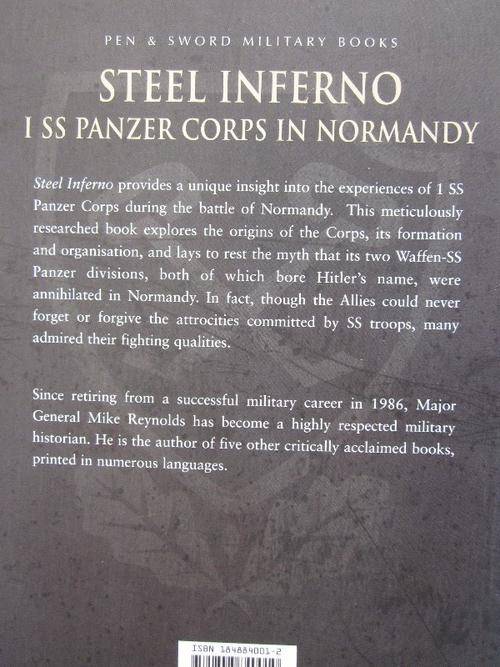 PEN & SWORD MILITARY BOOKS
STEEL INFERNO
I SS PANZER CORPS IN NORMANDY
Steel Inferno provides a unique insight into the experiences of 1 SS
Panzer Corps during the battle of Normandy. This meticulously
researched book explores the origins of the Corps, its formation
and organisation, and lays to rest the myth that its two Waffen-SS
Panzer divisions, both of which bore Hitler's name, were
annihilated in Normandy. In fact, though the Allies could never
forget or forgive the attrocities committed by SS troops, many
admired their fighting qualities.
Since retiring from a successful military career in 1986, Major
General Mike Reynolds has become a highly respected military
historian. He is the author of five other critically acclaimed books,
printed in numerous languages.
ISBN 184884001-2